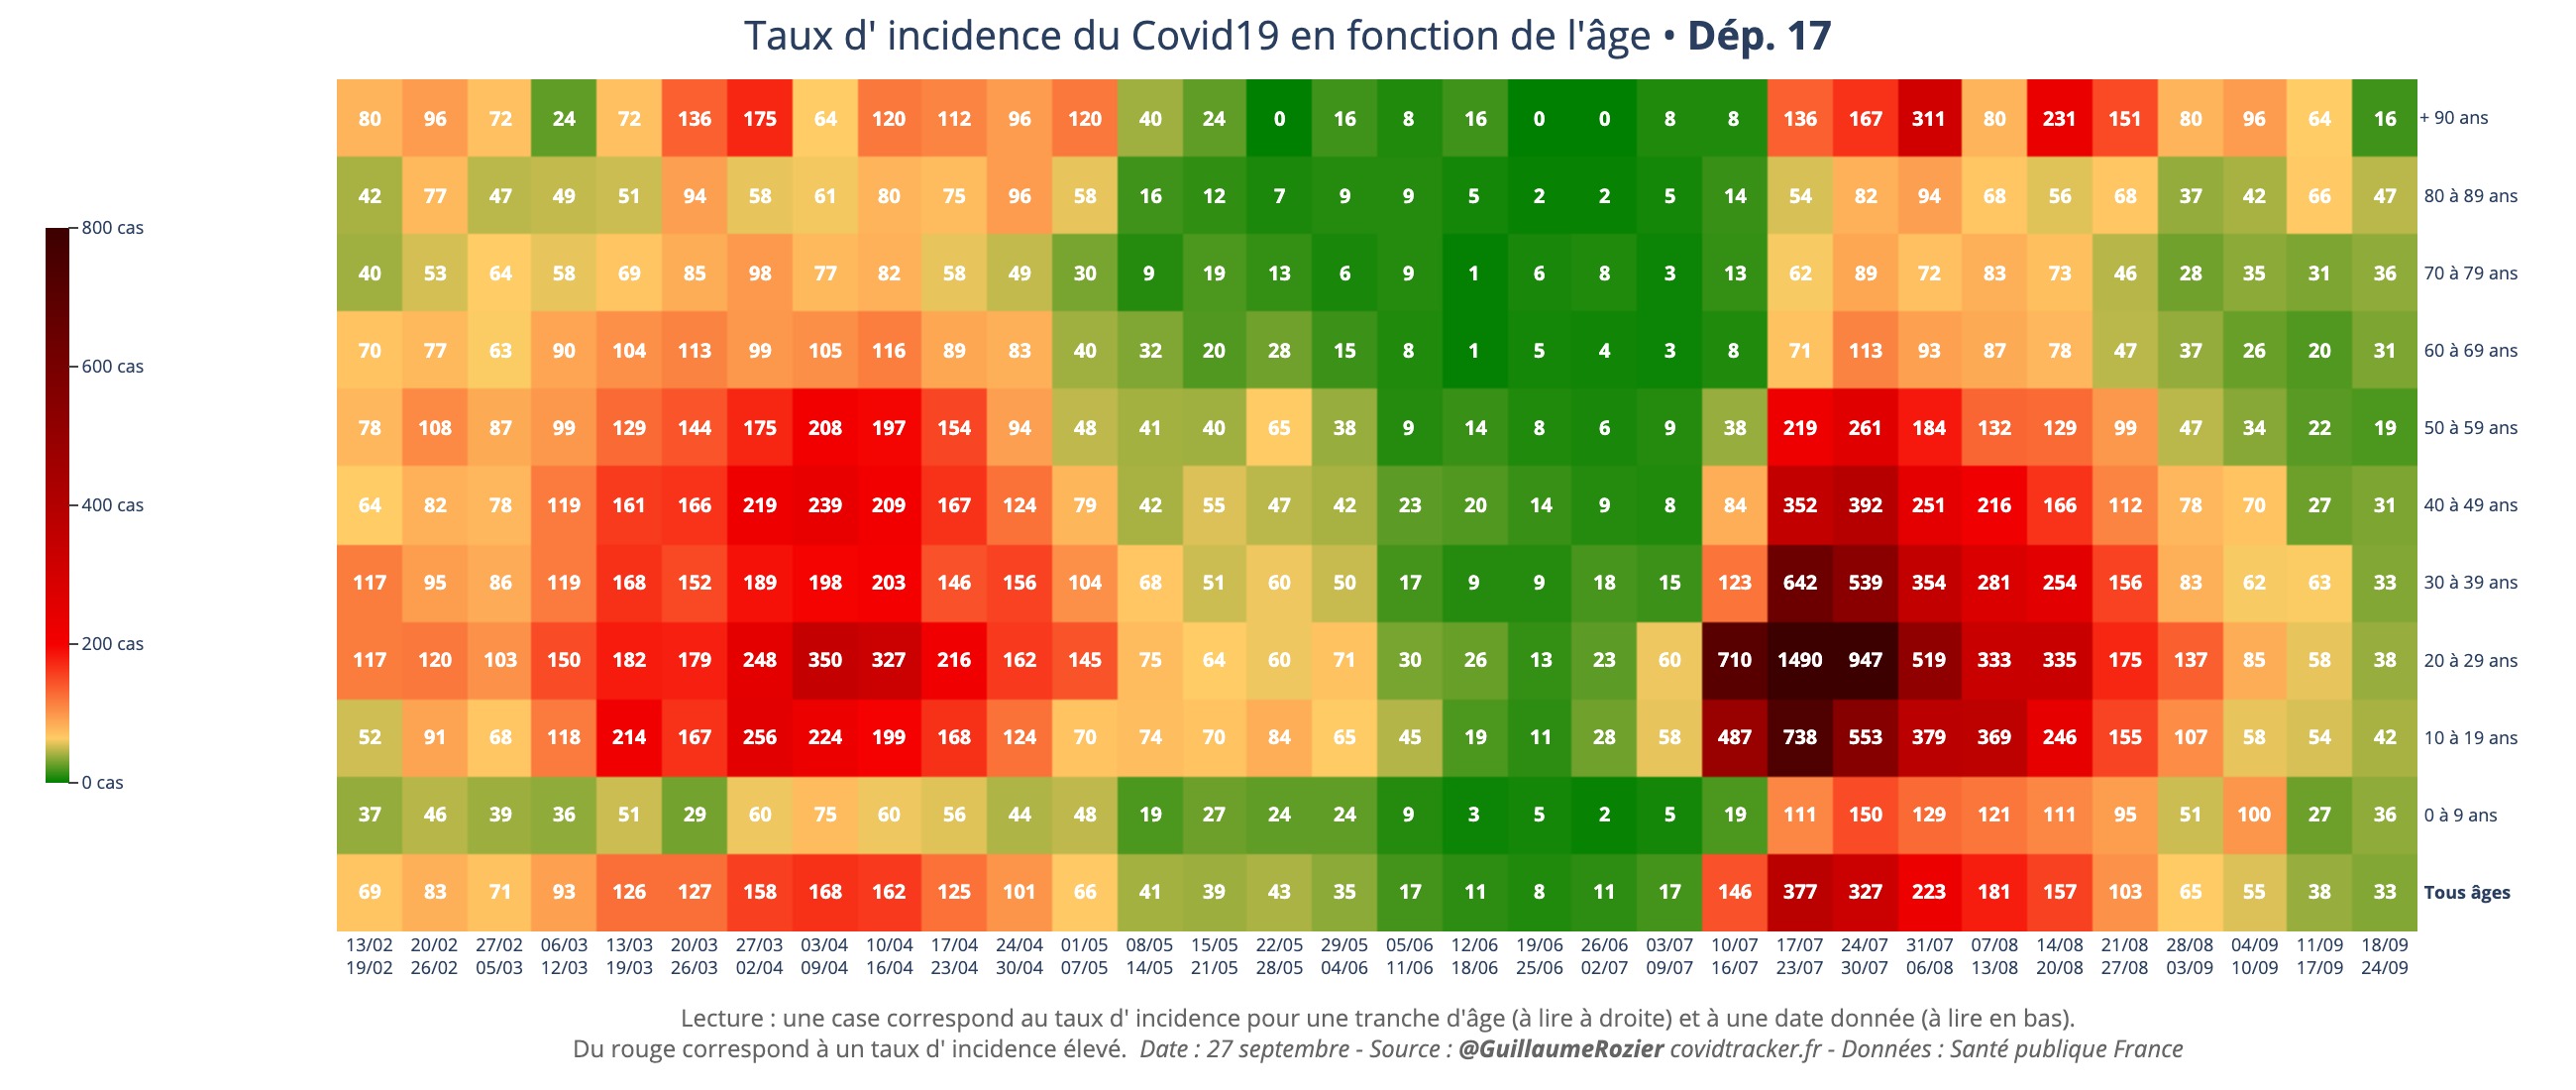 Taux d' incidence du Covid19 en fonction de l'âge • Dép. 17
80 96 72 24 72 136 175 64 120 112 96 120 40 24 0 16 8 16 0 0 8 8 136 167 311 80 231 151 80 96 64 16 + 90 ans
42 77 47 49 51 94 58 61 80 75 96 58 16 12 7 9 9 5 2 2 5 14 54 82 94 68 56 68 37 42 66 47 80 à 89 ans
800 cas
40 53 64 58 69 85 98 77 82 58 49 30 9 19 13 6 9 1 6 8 3 13 62 89 72 83 73 46 28 35 31 36 70 à 79 ans
70 77 63 90 104 113 99 105 116 89 83 40 32 20 28 15 8 1 5 4 3 8 71 113 93 87 78 47 37 26 20 31 60 à 69 ans
600 cas
78 108 87 99 129 144 175 208 197 154 94 48 41 40 65 38 9 14 8 6 9 38 219 261 184 132 129 99 47 34 22 19 50 à 59 ans
400 cas
64 82 78 119 161 166 219 239 209 167 124 79 42 55 47 42 23 20 14 9 8 84 352 392 251 216 166 112 78 70 27 31 40 à 49 ans
117 95 86 119 168 152 189 198 203 146 156 104 68 51 60 50 17 9 9 18 15 123 642 539 354 281 254 156 83 62 63 33 30 à 39 ans
200 cas
117 120 103 150 182 179 248 350 327 216 162 145 75 64 60 71 30 26 13 23 60 710 1490 947 519 333 335 175 137 85 58 38 20 à 29 ans
52 91 68 118 214 167 256 224 199 168 124 70 74 70 84 65 45 19 11 28 58 487 738 553 379 369 246 155 107 58 54 42 10 à 19 ans
0 cas
37 46 39 36 51 29 60 75 60 56 44 48 19 27 24 24 9 3 5 2 5 19 111 150 129 121 111 95 51 100 27 36 0 à 9 ans
69 83 71 93 126 127 158 168 162 125 101 66 41 39 43 35 17 11 8 11 17 146 377 327 223 181 157 103 65 55 38 33 Tous âges
13/02 20/02 27/02 06/03 13/03 20/03 27/03 03/04 10/04 17/04 24/04 01/05 08/05 15/05 22/05 29/05 05/06 12/06 19/06 26/06 03/07 10/07 17/07 24/07 31/07 07/08 14/08 21/08 28/08 04/09 11/09 18/09
19/02 26/02 05/03 12/03 19/03 26/03 02/04 09/04 16/04 23/04 30/04 07/05 14/05 21/05 28/05 04/06 11/06 18/06 25/06 02/07 09/07 16/07 23/07 30/07 06/08 13/08 20/08 27/08 03/09 10/09 17/09 24/09
Lecture : une case correspond au taux d' incidence pour une tranche d'âge (à lire à droite) et à une date donnée (à lire en bas).
Du rouge correspond à un taux d' incidence élevé. Date : 27 septembre - Source : @GuillaumeRozier covidtracker.fr - Données : Santé publique France